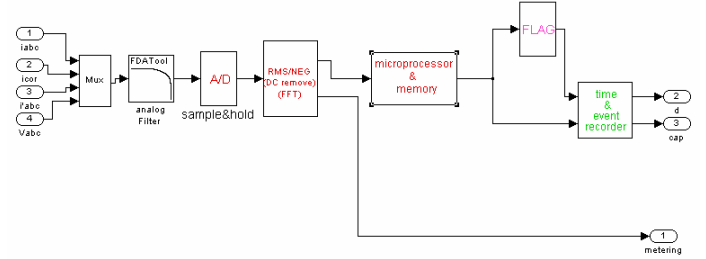 1
iabc
2
icor
3
i'abc
4
Vabc
Mux
FDATool
analog
Filter
A/D
sample&hold
RMS/NEG
(DC remove)
(FFT)
microprocessor
&
memory
FLAG
time
&
event
recorder
2
d
3
cap
1
metering